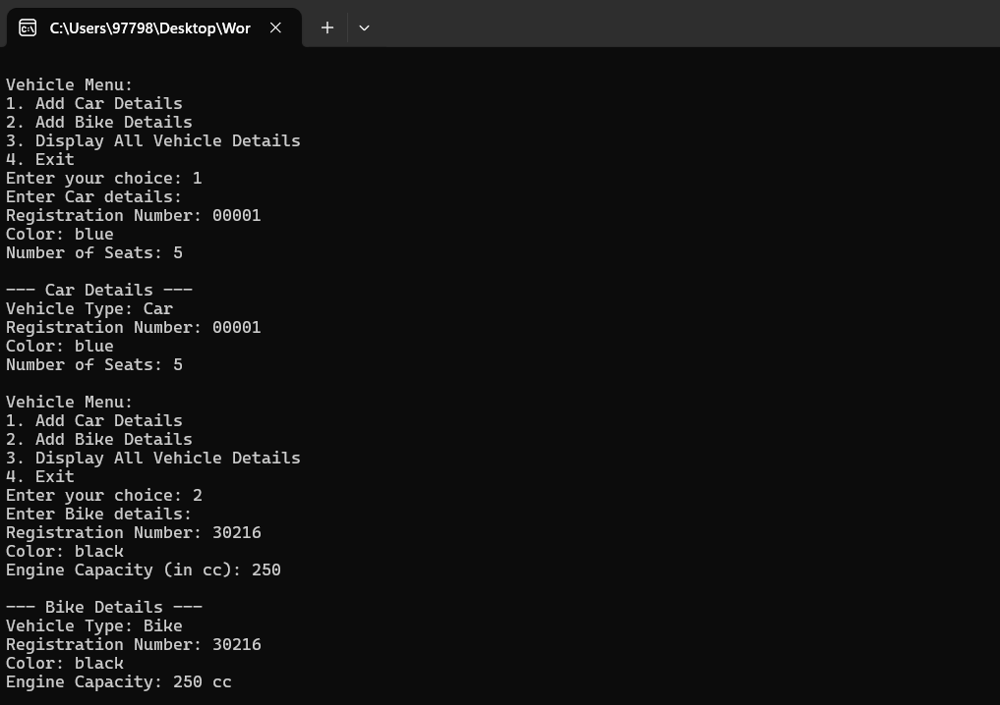 C:\Users\97798\Desktop\Wor
Vehicle Menu:
1. Add Car Details
2. Add Bike Details
3. Display All Vehicle Details
4. Exit
Enter your choice: 1
Enter Car details:
Registration Number: 00001
Color: blue
Number of Seats: 5
--- Car Details ---
Vehicle Type: Car
Registration Number: 00001
Color: blue
Number of Seats: 5
Vehicle Menu:
1. Add Car Details
2. Add Bike Details
3. Display All Vehicle Details
4. Exit
Enter your choice: 2
Enter Bike details:
Registration Number: 30216
Color: black
Engine Capacity (in cc): 250
--- Bike Details ---
Vehicle Type: Bike
Registration Number: 30216
Color: black
Engine Capacity: 250 cc